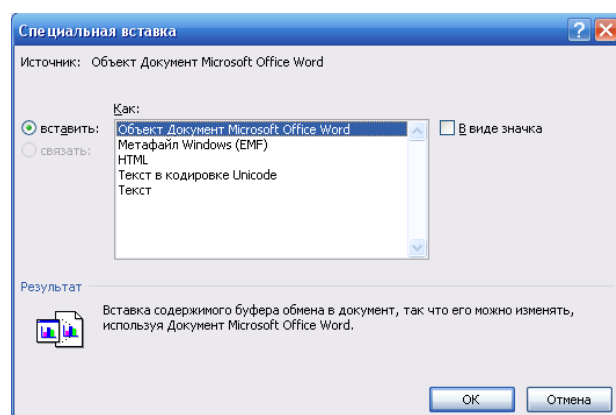 Специальная вставка
Источник: Объект Документ Microsoft Office Word
Как:
вставить:
связать:
Объект Документ Microsoft Office Word
Метафайл Windows (EMF)
HTML
Текст в кодировке Unicode
Текст
В виде значка
Результат
Вставка содержимого буфера обмена в документ, так что его можно изменять,
используя Документ Microsoft Office Word.
ОК
Отмена